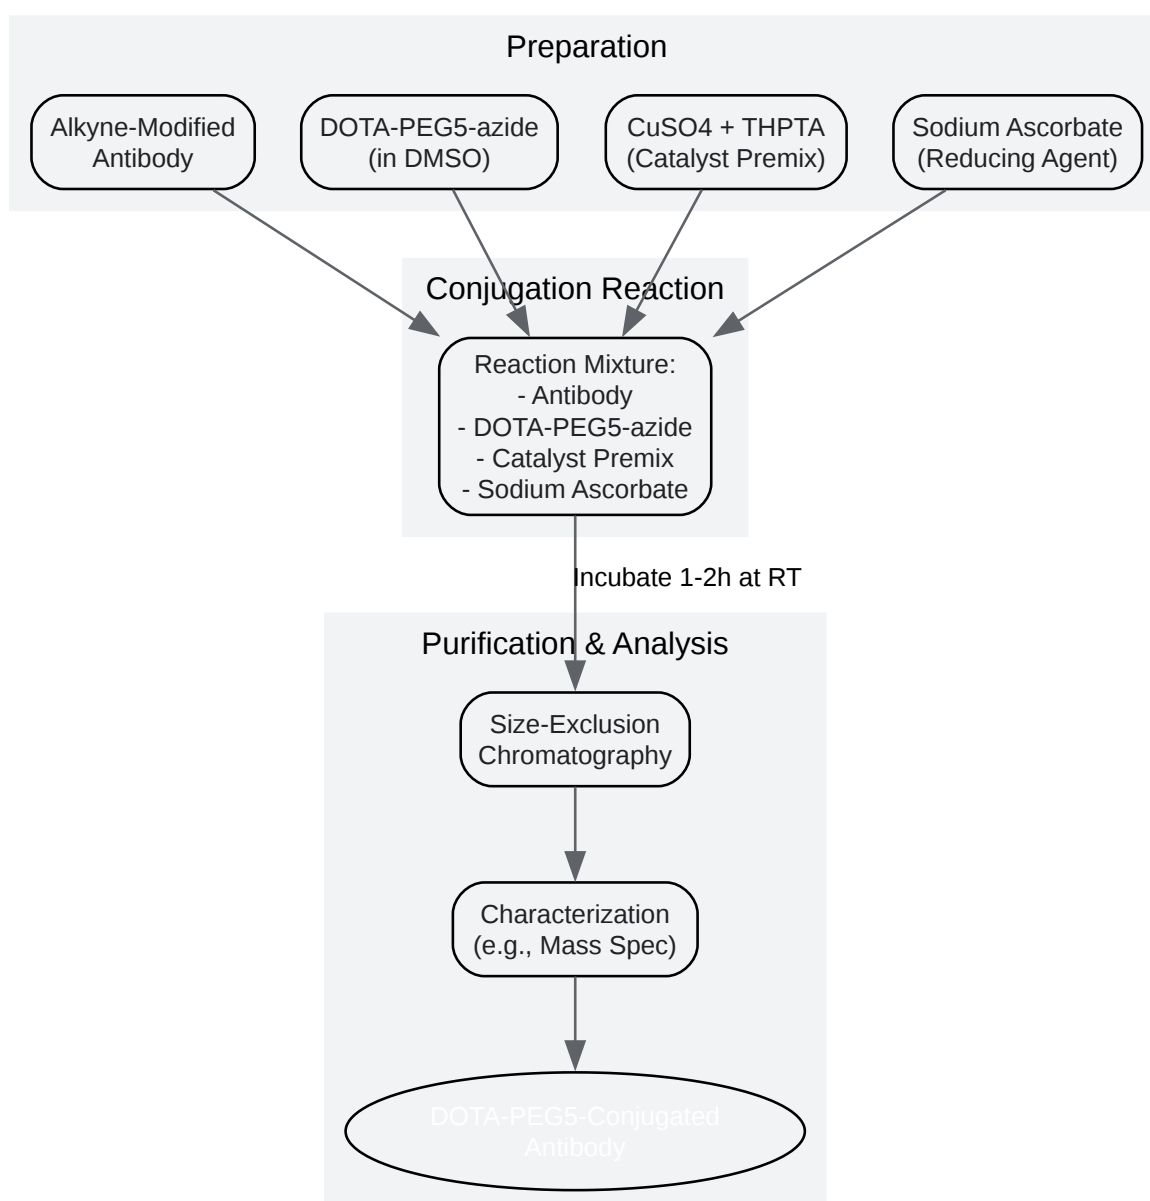 Preparation
Alkyne-Modified
Antibody
DOTA-PEG5-azide
(in DMSO)
CuSO4 + THPTA
(Catalyst Premix)
Sodium Ascorbate
(Reducing Agent)
Conjugation Reaction
Reaction Mixture:
- Antibody
- DOTA-PEG5-azide
- Catalyst Premix
- Sodium Ascorbate
Incubate 1-2h at RT
Purification & Analysis
Size-Exclusion
Chromatography
Characterization
(e.g., Mass Spec)
DOTA-PEG5-Conjugated
Antibody